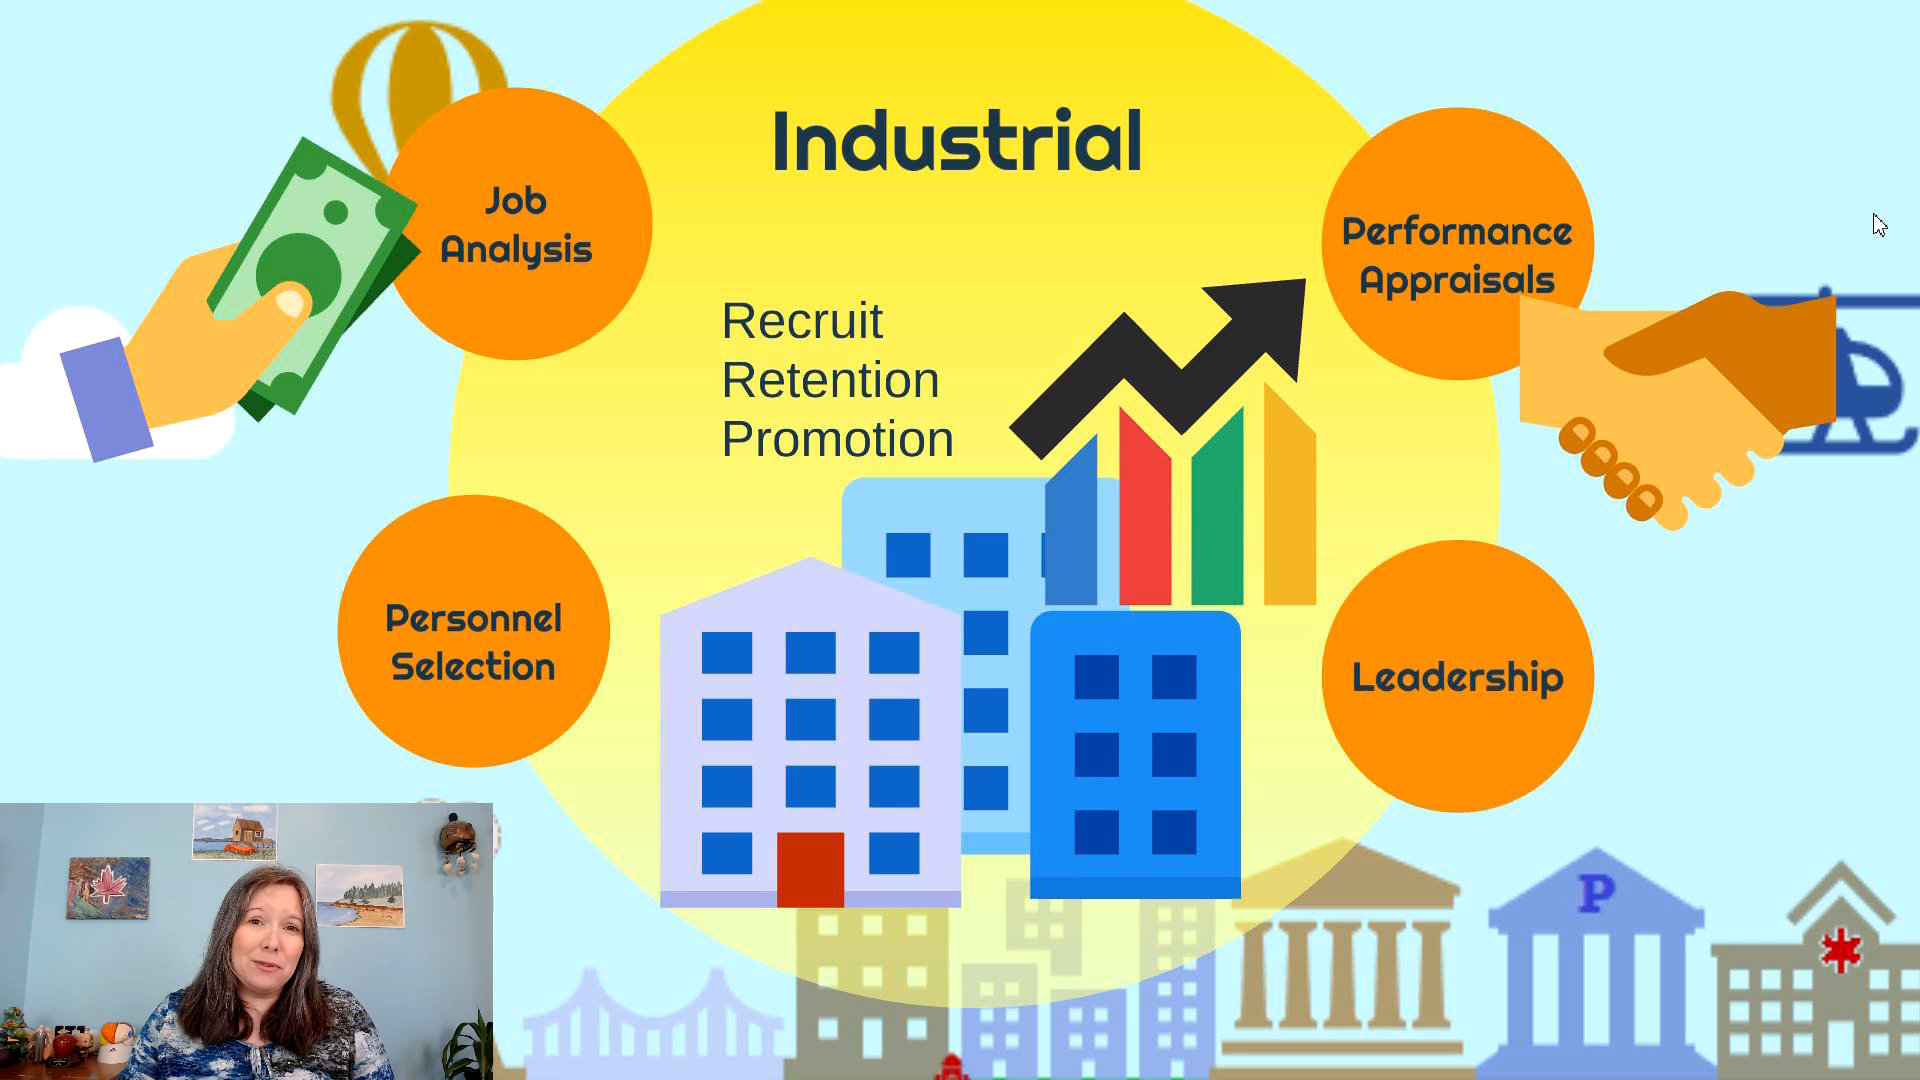 Industrial
Job
Analysis
Performance
Appraisals
Recruit
Retention
Promotion
Personnel
Selection
Leadership
P